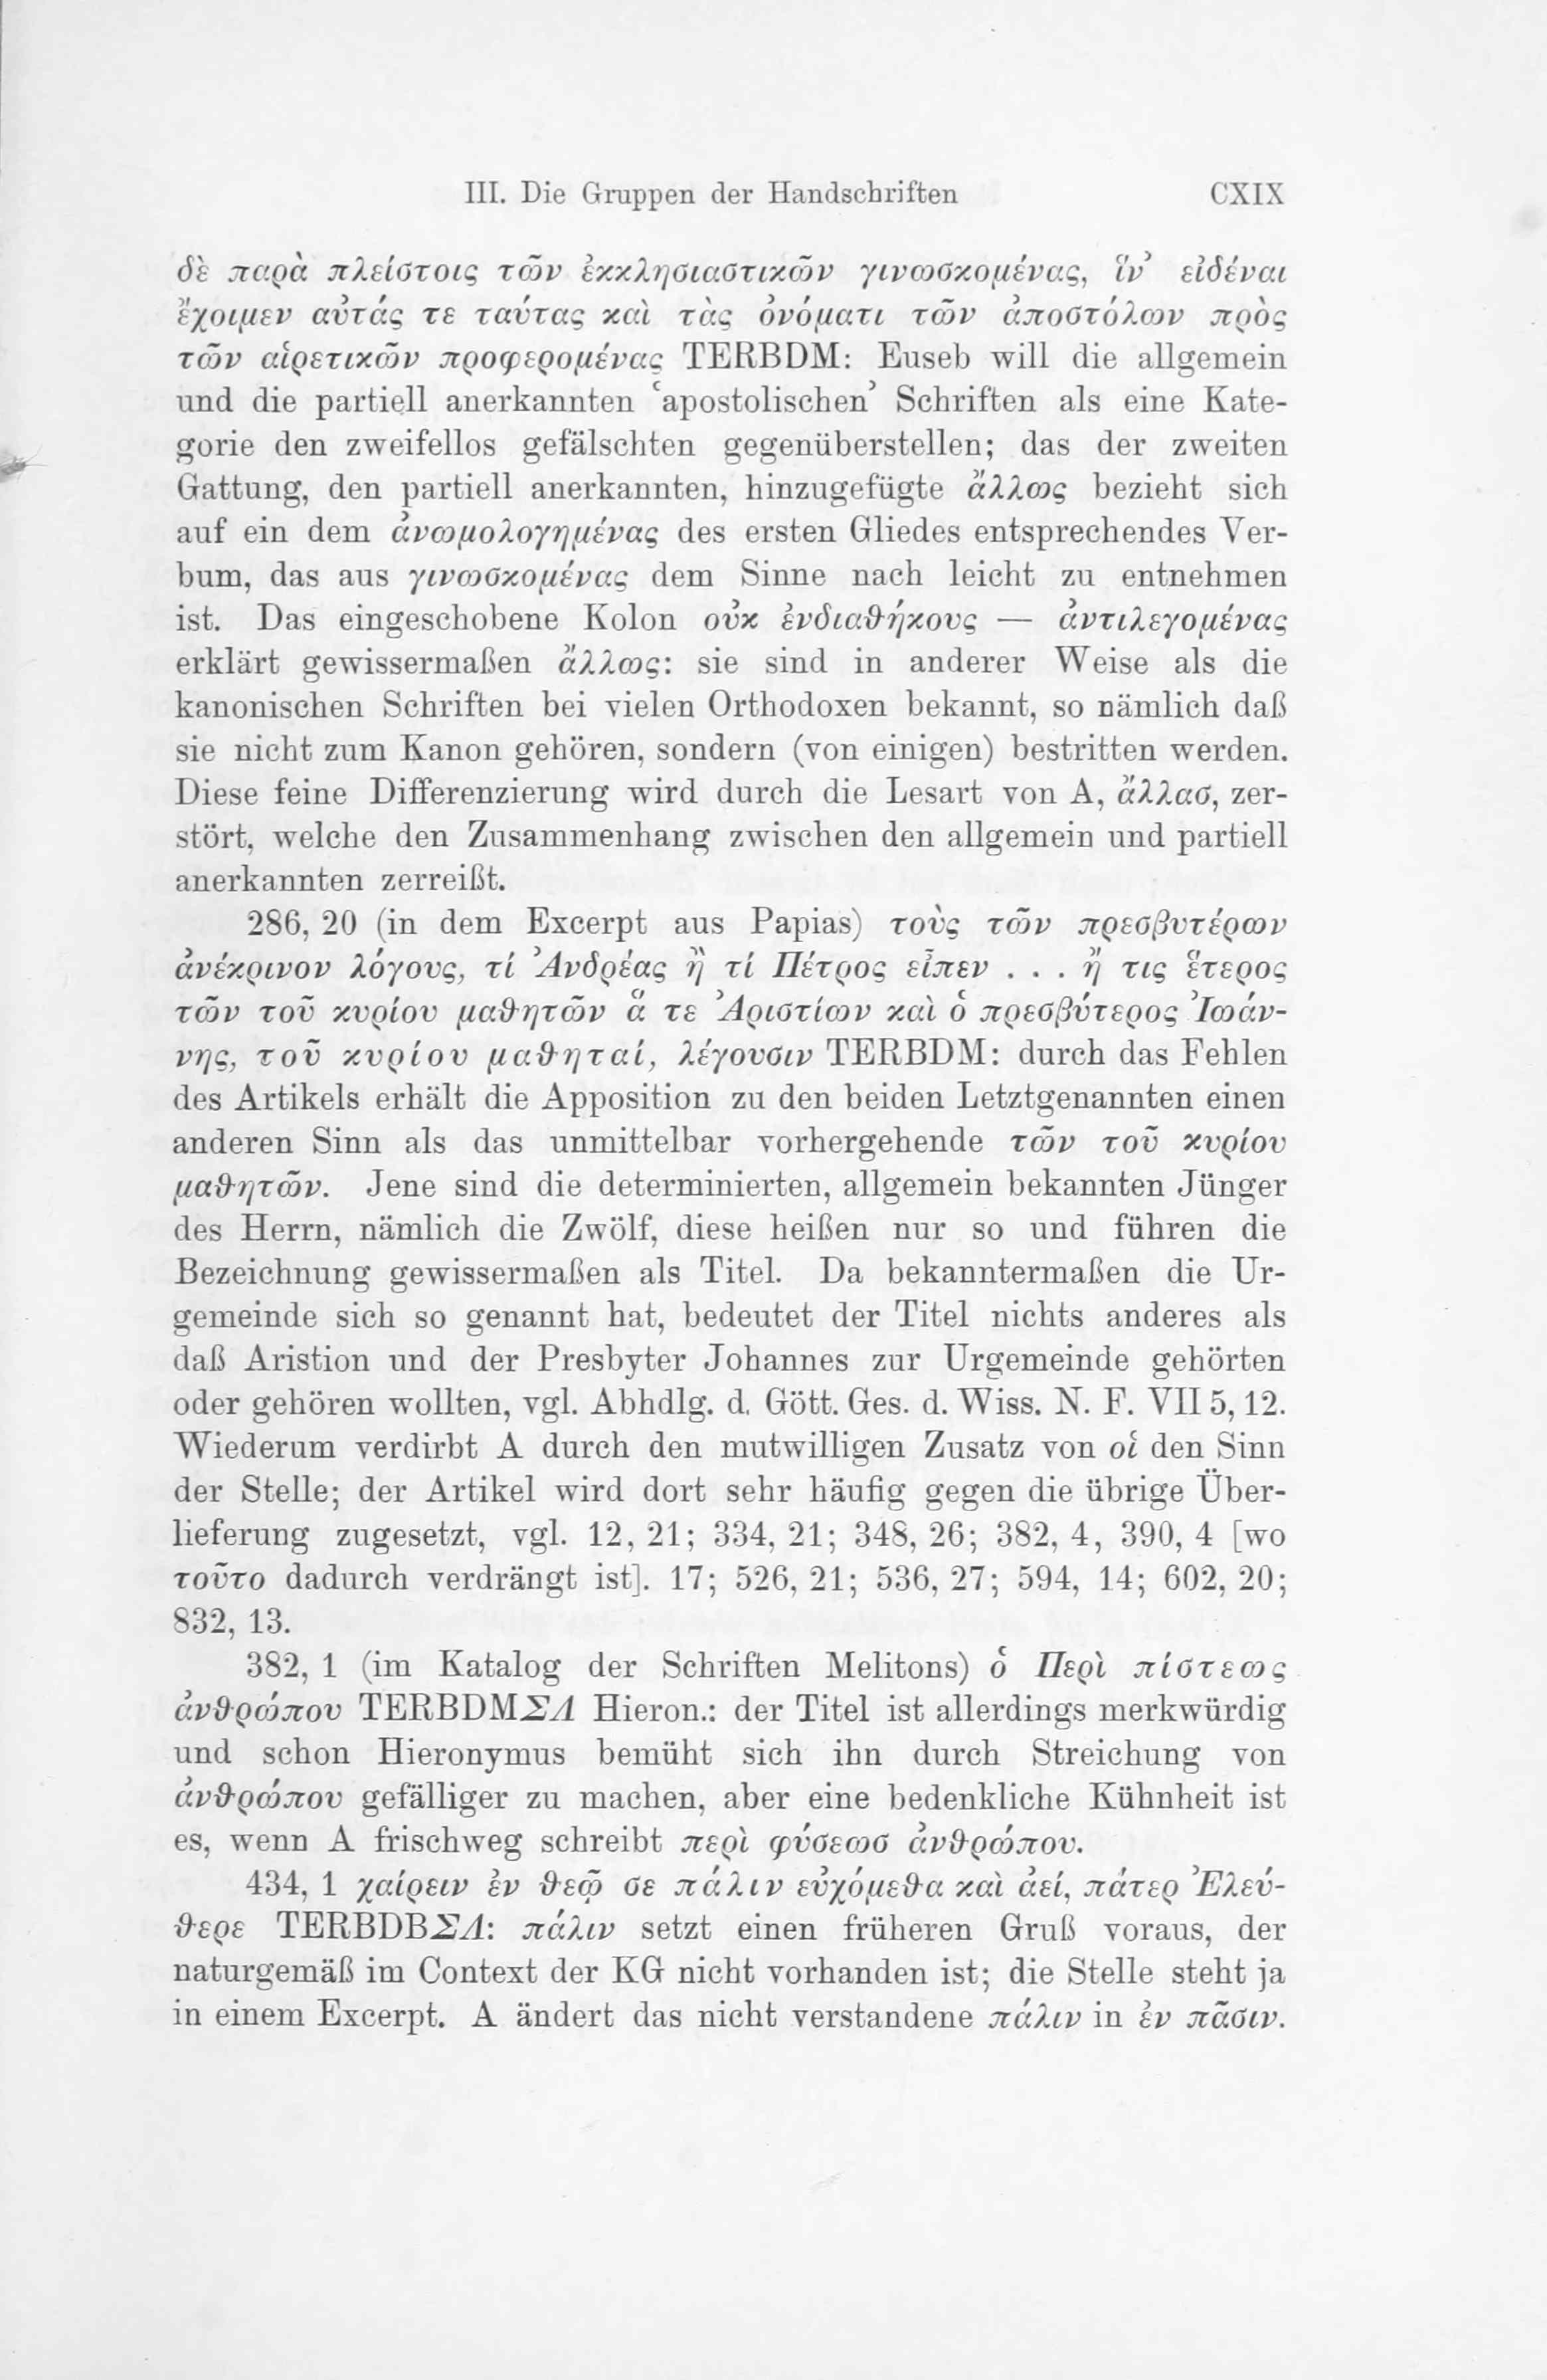 III. Die Gruppen der Handschriften CXIX
δὲ παρὰ πλείστοις τῶν ἐκκλησιαστικῶν γινωσκομένας, ἵν᾽ εἰδέναι
ἔχοιμεν αὐτάς τε ταύτας καὶ τὰς ὀνόματι τῶν ἀποστόλων πρὸς
τῶν αἱρετικῶν προφερομένας TERBDM: Euseb will die allgemein
und die partiell anerkannten ‘apostolischen’ Schriften als eine Kate-
gorie den zweifellos gefälschten gegenüberstellen; das der zweiten
Gattung, den partiell anerkannten, hinzugefügte ἄλλως bezieht sich
auf ein dem ἀνωμολογημένας des ersten Gliedes entsprechendes Ver-
bum, das aus γινωσκομένας dem Sinne nach leicht zu entnehmen
ist. Das eingeschobene Kolon οὐκ ἐνδιαθήκους — ἀντιλεγομένας
erklärt gewissermaßen ἄλλως: sie sind in anderer Weise als die
kanonischen Schriften bei vielen Orthodoxen bekannt, so nämlich daß
sie nicht zum Kanon gehören, sondern (von einigen) bestritten werden.
Diese feine Differenzierung wird durch die Lesart von A, ἄλλασ, zer-
stört, welche den Zusammenhang zwischen den allgemein und partiell
anerkannten zerreißt.
286, 20 (in dem Excerpt aus Papias) τοὺς τῶν πρεσβυτέρων
ἀνέκρινον λόγους, τί Ἀνδρέας ἢ τί Πέτρος εἶπεν . . . ἤ τις ἕτερος
τῶν τοῦ κυρίου μαθητῶν ἅ τε Ἀριστίων καὶ ὁ πρεσβύτερος Ἰωάν-
νης, τοῦ κυρίου μαθηταί, λέγουσιν TERBDM: durch das Fehlen
des Artikels erhält die Apposition zu den beiden Letztgenannten einen
anderen Sinn als das unmittelbar vorhergehende τῶν τοῦ κυρίου
μαθητῶν. Jene sind die determinierten, allgemein bekannten Jünger
des Herrn, nämlich die Zwölf, diese heißen nur so und führen die
Bezeichnung gewissermaßen als Titel. Da bekanntermaßen die Ur-
gemeinde sich so genannt hat, bedeutet der Titel nichts anderes als
daß Aristion und der Presbyter Johannes zur Urgemeinde gehörten
oder gehören wollten, vgl. Abhdlg. d. Gött. Ges. d. Wiss. N. F. VII 5, 12.
Wiederum verdirbt A durch den mutwilligen Zusatz von οἱ den Sinn
der Stelle; der Artikel wird dort sehr häufig gegen die übrige Über-
lieferung zugesetzt, vgl. 12, 21; 334, 21; 348, 26; 382, 4, 390, 4 [wo
τοῦτο dadurch verdrängt ist]. 17; 526, 21; 536, 27; 594, 14; 602, 20;
832, 13.
382, 1 (im Katalog der Schriften Melitons) ὁ Περὶ πίστεως
ἀνθρώπου TERBDMΣΛ Hieron.: der Titel ist allerdings merkwürdig
und schon Hieronymus bemüht sich ihn durch Streichung von
ἀνθρώπου gefälliger zu machen, aber eine bedenkliche Kühnheit ist
es, wenn A frischweg schreibt περὶ φύσεωσ ἀνθρώπου.
434, 1 χαίρειν ἐν θεῷ σε πάλιν εὐχόμεθα καὶ ἀεί, πάτερ Ἐλεύ-
θερε TERBDBΣΛ: πάλιν setzt einen früheren Gruß voraus, der
naturgemäß im Context der KG nicht vorhanden ist; die Stelle steht ja
in einem Excerpt. A ändert das nicht verstandene πάλιν in ἐν πᾶσιν.